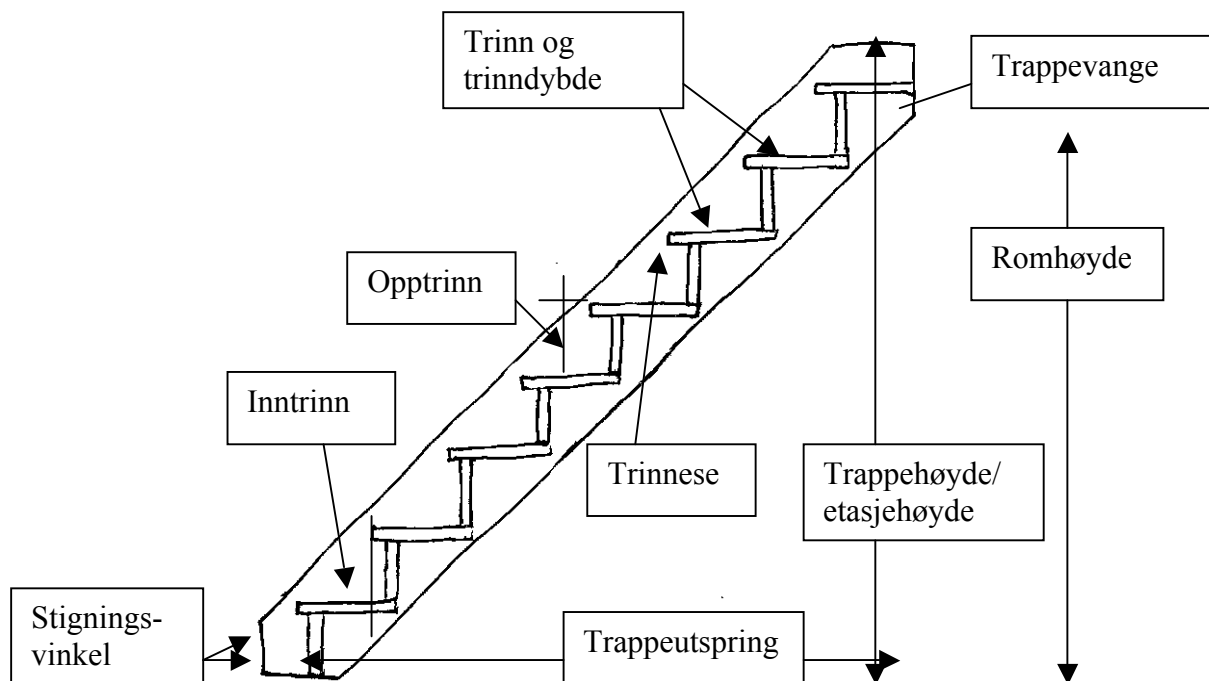 Trinn og
trinndybde
Trappevange
Romhøyde
Opptrinn
Inntrinn
Trinnese
Trappehøyde/
etasjehøyde
Stignings-
vinkel
Trappeutspring